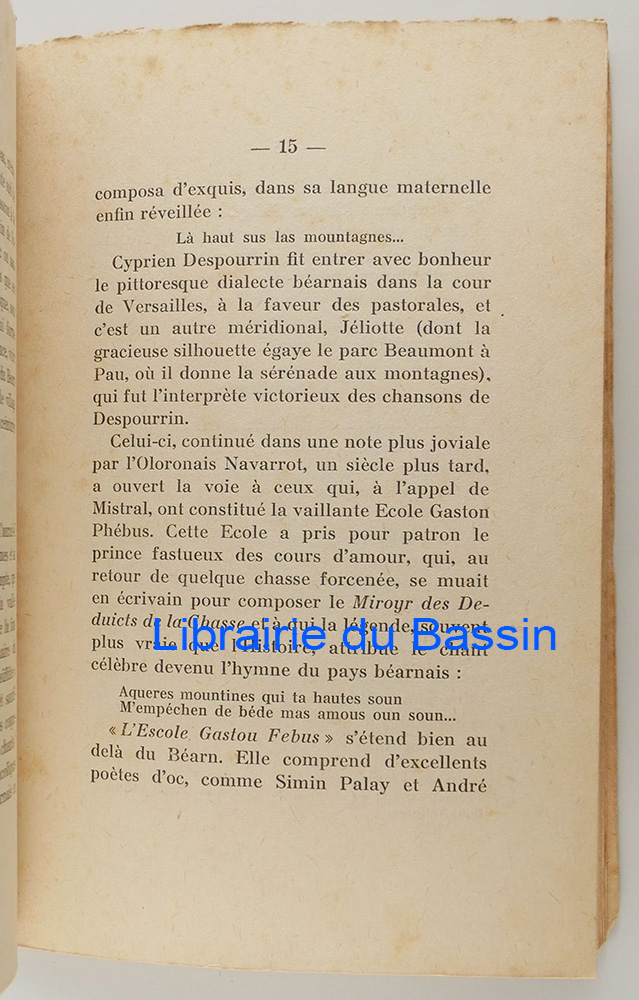 — 15 —
composa d'exquis, dans sa langue maternelle
enfin réveillée :
Là haut sus las mountagnes...
Cyprien Despourrin fit entrer avec bonheur
le pittoresque dialecte béarnais dans la cour
de Versailles, à la faveur des pastorales, et
c'est un autre méridional, Jéliotte (dont la
gracieuse silhouette égaye le parc Beaumont à
Pau, où il donne la sérénade aux montagnes),
qui fut l'interprète victorieux des chansons de
Despourrin.
Celui-ci, continué dans une note plus joviale
par l'Oloronais Navarrot, un siècle plus tard,
a ouvert la voie à ceux qui, à l'appel de
Mistral, ont constitué la vaillante Ecole Gaston
Phébus. Cette Ecole a pris pour patron le
prince fastueux des cours d'amour, qui, au
retour de quelque chasse forcenée, se muait
en écrivain pour composer le Miroyr des De-
duicts de la Chasse et à qui la légende, souvent
plus vraie que l'Histoire, attribue le chant
célèbre devenu l'hymne du pays béarnais :
Aqueres mountines qui ta hautes soun
M'empéchen de béde mas amous oun soun...
« L'Escole Gastou Febus » s'étend bien au
delà du Béarn. Elle comprend d'excellents
poètes d'oc, comme Simin Palay et André
Librairie du Bassin